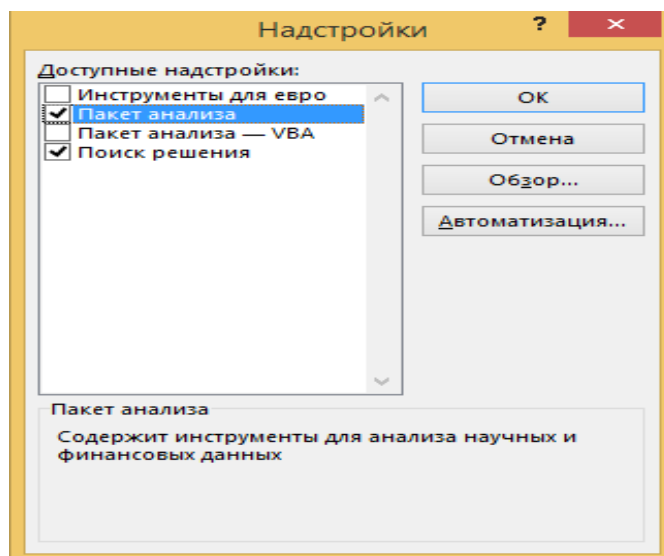 Надстройки
? ×
Доступные надстройки:
Инструменты для евро
Пакет анализа
Пакет анализа — VBA
Поиск решения
ОК
Отмена
Обзор...
Автоматизация...
Пакет анализа
Содержит инструменты для анализа научных и
финансовых данных